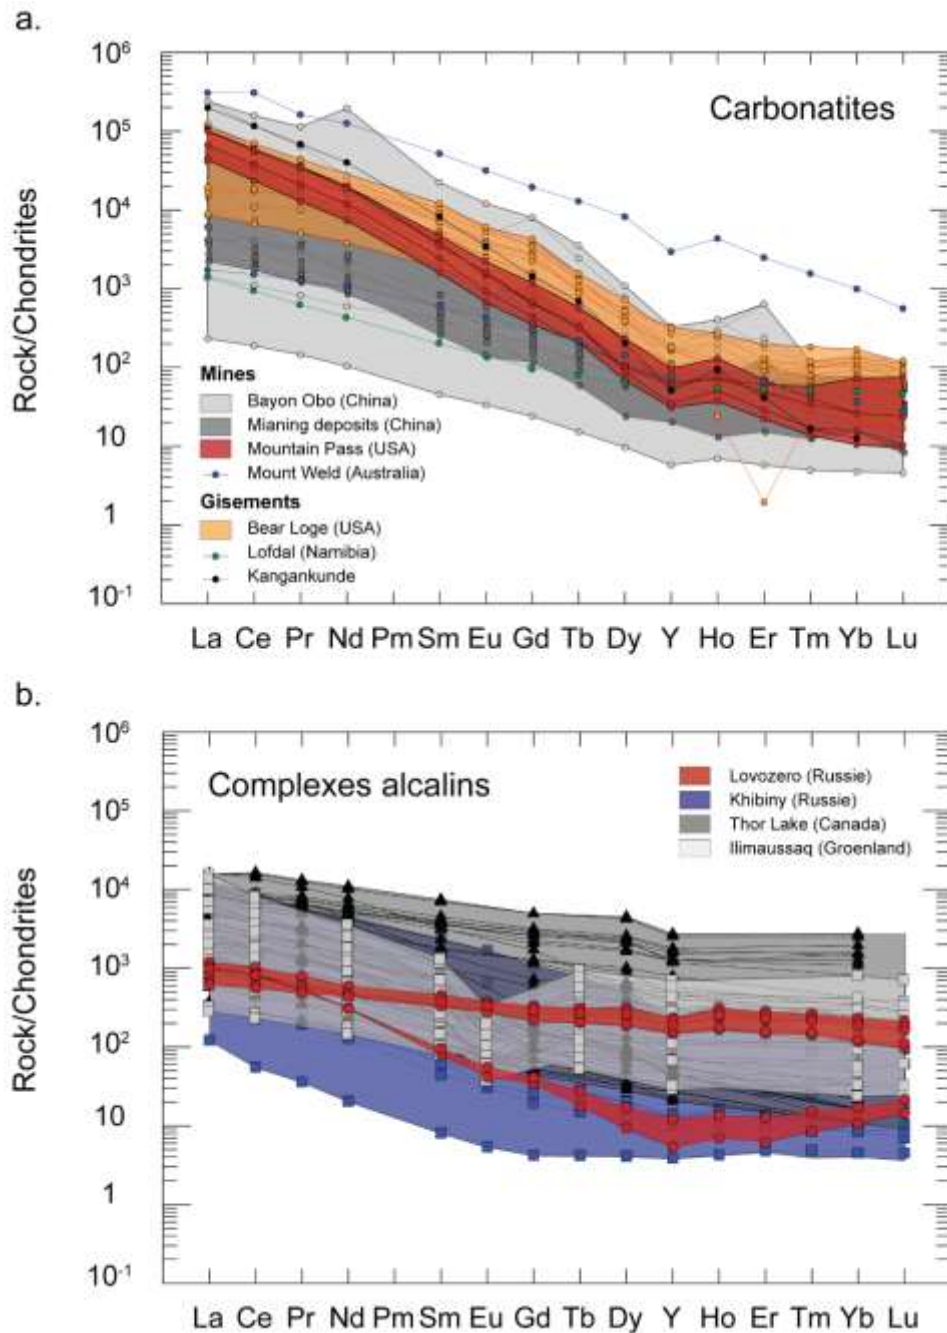 a.
10⁶
10⁵
10⁴
10³
10²
10
1
10⁻¹
Rock/Chondrites
Carbonatites
Mines
Bayon Obo (China)
Mianing deposits (China)
Mountain Pass (USA)
Mount Weld (Australia)
Gisements
Bear Loge (USA)
Lofdal (Namibia)
Kangankunde
La Ce Pr Nd Pm Sm Eu Gd Tb Dy Y Ho Er Tm Yb Lu
b.
10⁶
10⁵
10⁴
10³
10²
10
1
10⁻¹
Rock/Chondrites
Complexes alcalins
Lovozero (Russie)
Khibiny (Russie)
Thor Lake (Canada)
Ilimaussaq (Groenland)
La Ce Pr Nd Pm Sm Eu Gd Tb Dy Y Ho Er Tm Yb Lu